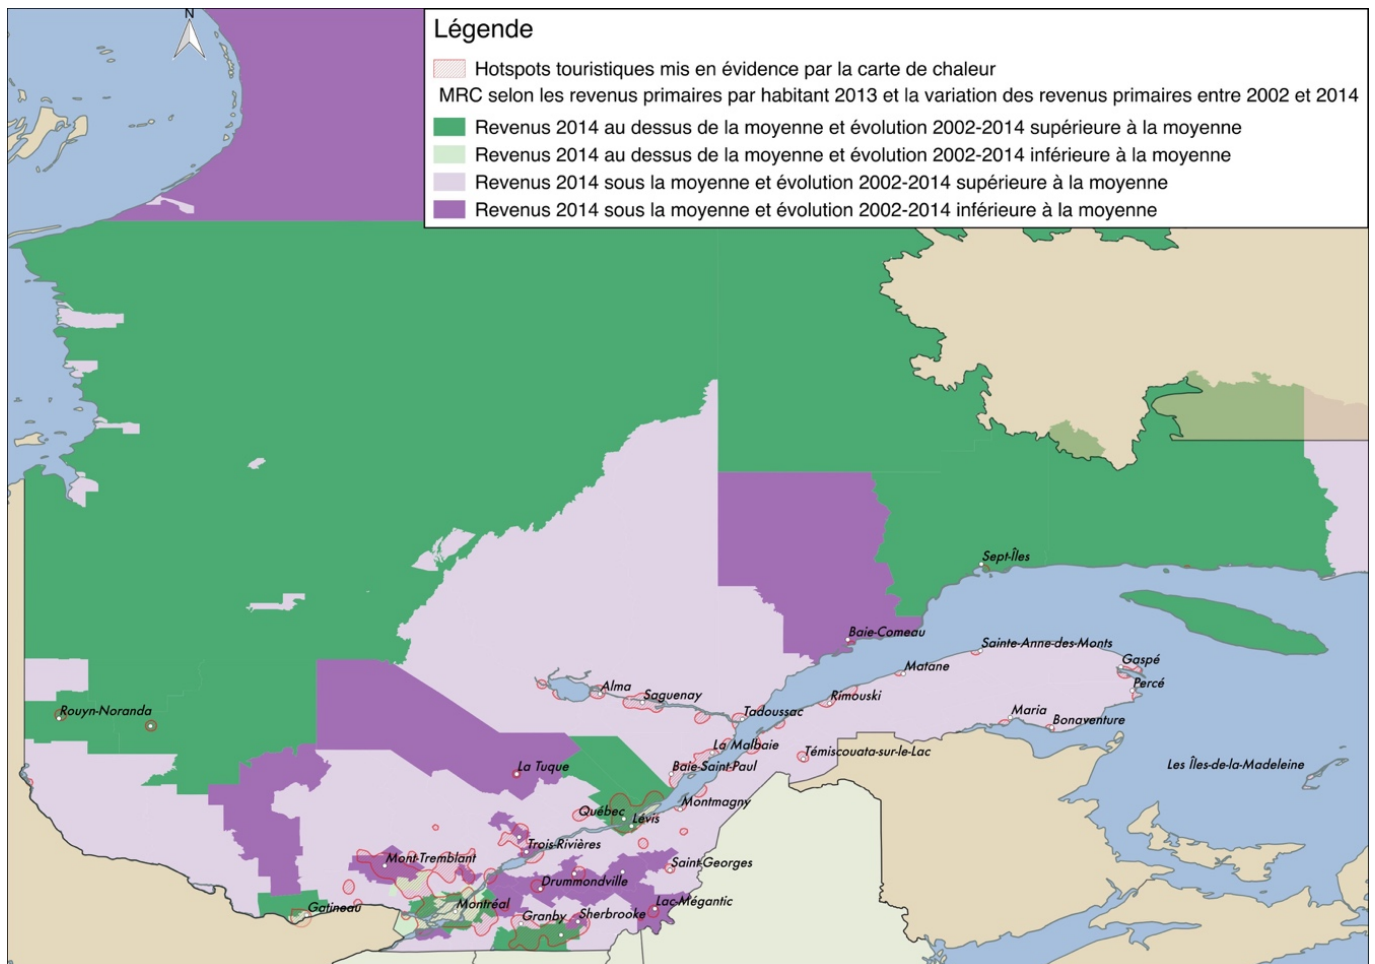 N
Légende
Hotspots touristiques mis en évidence par la carte de chaleur
MRC selon les revenus primaires par habitant 2013 et la variation des revenus primaires entre 2002 et 2014
Revenus 2014 au dessus de la moyenne et évolution 2002-2014 supérieure à la moyenne
Revenus 2014 au dessus de la moyenne et évolution 2002-2014 inférieure à la moyenne
Revenus 2014 sous la moyenne et évolution 2002-2014 supérieure à la moyenne
Revenus 2014 sous la moyenne et évolution 2002-2014 inférieure à la moyenne
Sept-Îles
Baie-Comeau
Sainte-Anne-des-Monts
Gaspé
Matane
Percé
Alma
Saguenay
Rimouski
Rouyn-Noranda
Tadoussac
Maria
Bonaventure
La Malbaie
Témiscouata-sur-le-Lac
La Tuque
Baie-Saint-Paul
Les Îles-de-la-Madeleine
Montmagny
Québec
Lévis
Trois-Rivières
Mont-Tremblant
Saint-Georges
Drummondville
Lac-Mégantic
Montréal
Gatineau
Granby
Sherbrooke